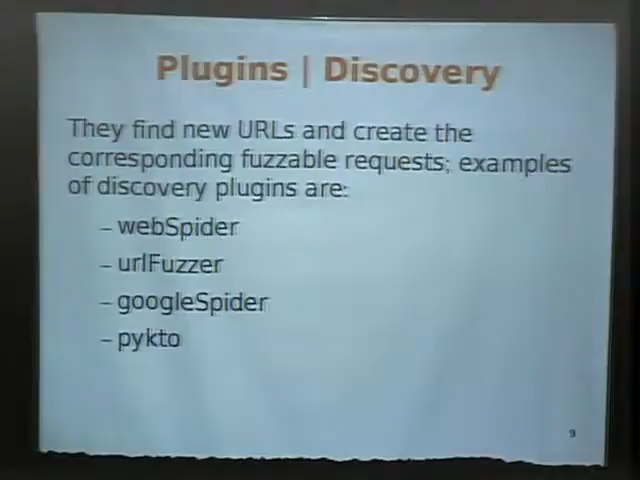 Plugins | Discovery
They find new URLs and create the
corresponding fuzzable requests; examples
of discovery plugins are:
– webSpider
– urlFuzzer
– googleSpider
– pykto
9